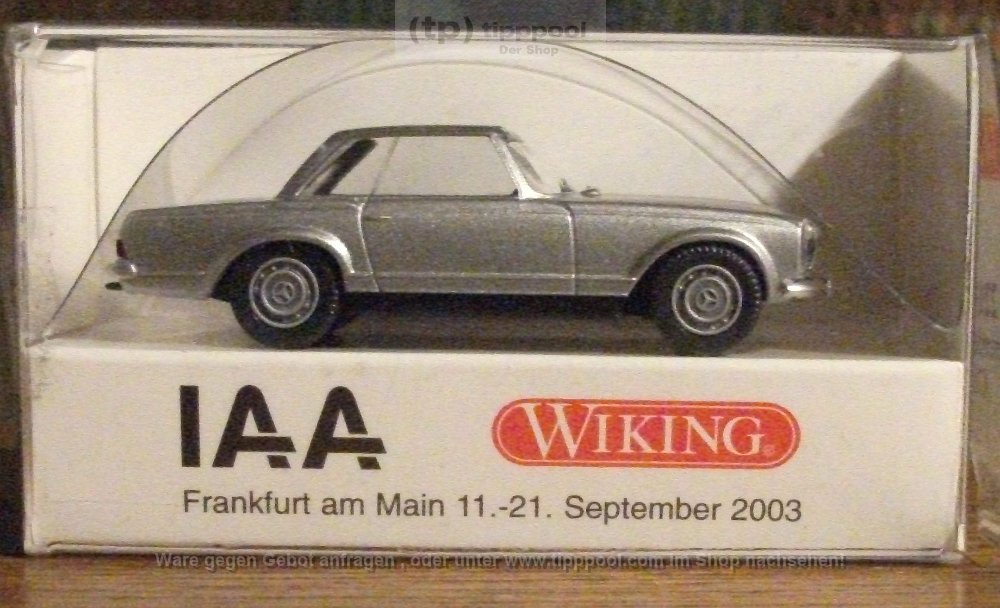 (tp) tipppool
Der Shop
IAA
WIKING®
Frankfurt am Main 11.-21. September 2003
Ware gegen Gebot anfragen , oder unter www.tipppool.com im Shop nachsehen!